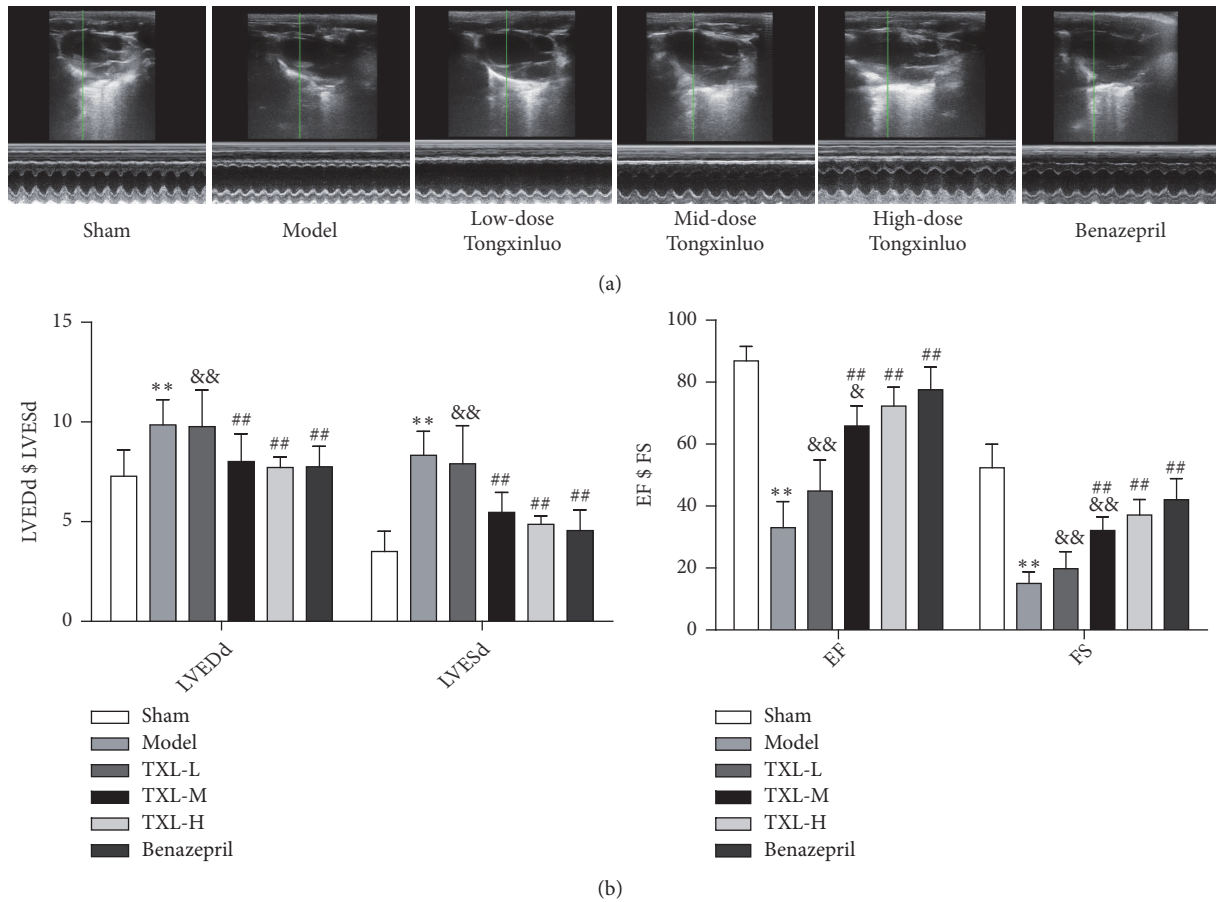 Sham
Model
Low-dose
Tongxinluo
Mid-dose
Tongxinluo
High-dose
Tongxinluo
Benazepril
(a)
15
10
5
0
LVEDd $ LVESd
**
&&
##
##
##
**
&&
##
##
##
LVEDd
LVESd
Sham
Model
TXL-L
TXL-M
TXL-H
Benazepril
100
80
60
40
20
0
EF $ FS
**
&&
##
&
##
##
**
&&
##
&&
##
##
EF
FS
Sham
Model
TXL-L
TXL-M
TXL-H
Benazepril
(b)